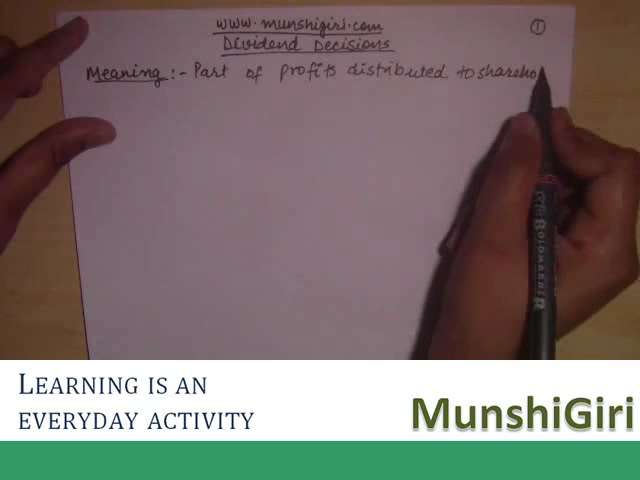 www.munshigiri.com
①
Dividend Decisions
Meaning :- Part of profits distributed to shareho
LEARNING IS AN
EVERYDAY ACTIVITY
MunshiGiri